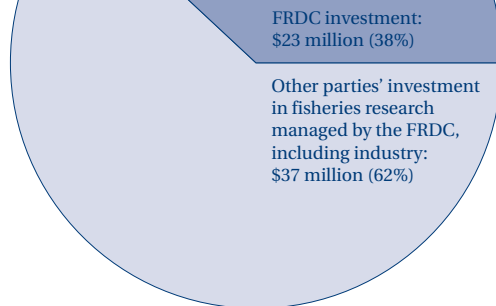 FRDC investment:
$23 million (38%)
Other parties’ investment
in fisheries research
managed by the FRDC,
including industry:
$37 million (62%)